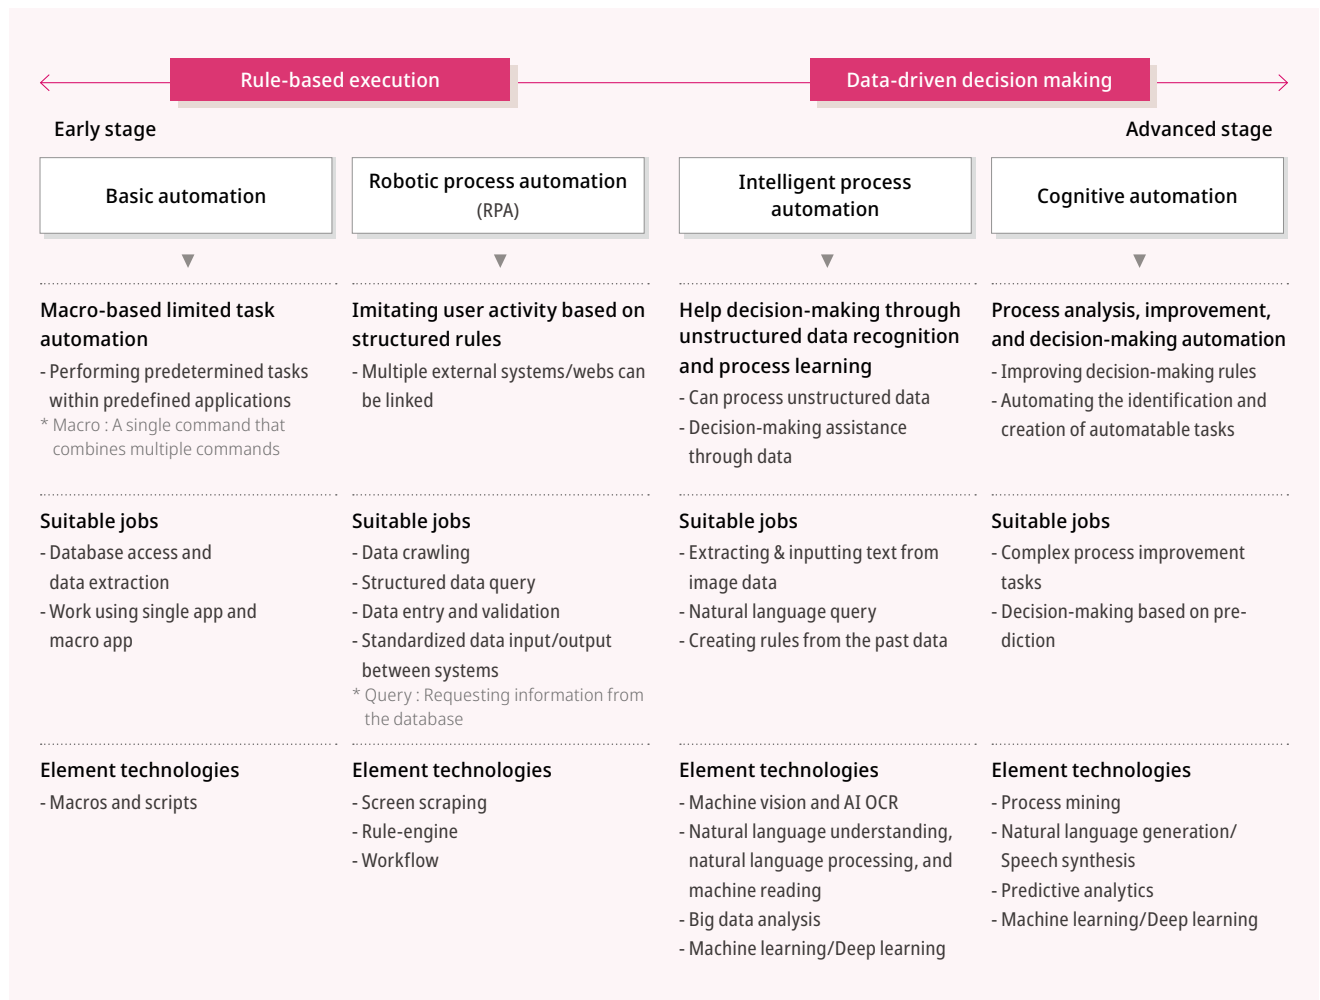 Rule-based execution
Data-driven decision making
Early stage
Advanced stage
Basic automation
Robotic process automation
(RPA)
Intelligent process
automation
Cognitive automation
Macro-based limited task
automation
- Performing predetermined tasks
within predefined applications
* Macro : A single command that
combines multiple commands
Imitating user activity based on
structured rules
- Multiple external systems/webs can
be linked
Help decision-making through
unstructured data recognition
and process learning
- Can process unstructured data
- Decision-making assistance
through data
Process analysis, improvement,
and decision-making automation
- Improving decision-making rules
- Automating the identification and
creation of automatable tasks
Suitable jobs
- Database access and
data extraction
- Work using single app and
macro app
Suitable jobs
- Data crawling
- Structured data query
- Data entry and validation
- Standardized data input/output
between systems
* Query : Requesting information from
the database
Suitable jobs
- Extracting & inputting text from
image data
- Natural language query
- Creating rules from the past data
Suitable jobs
- Complex process improvement
tasks
- Decision-making based on pre-
diction
Element technologies
- Macros and scripts
Element technologies
- Screen scraping
- Rule-engine
- Workflow
Element technologies
- Machine vision and AI OCR
- Natural language understanding,
natural language processing, and
machine reading
- Big data analysis
- Machine learning/Deep learning
Element technologies
- Process mining
- Natural language generation/
Speech synthesis
- Predictive analytics
- Machine learning/Deep learning